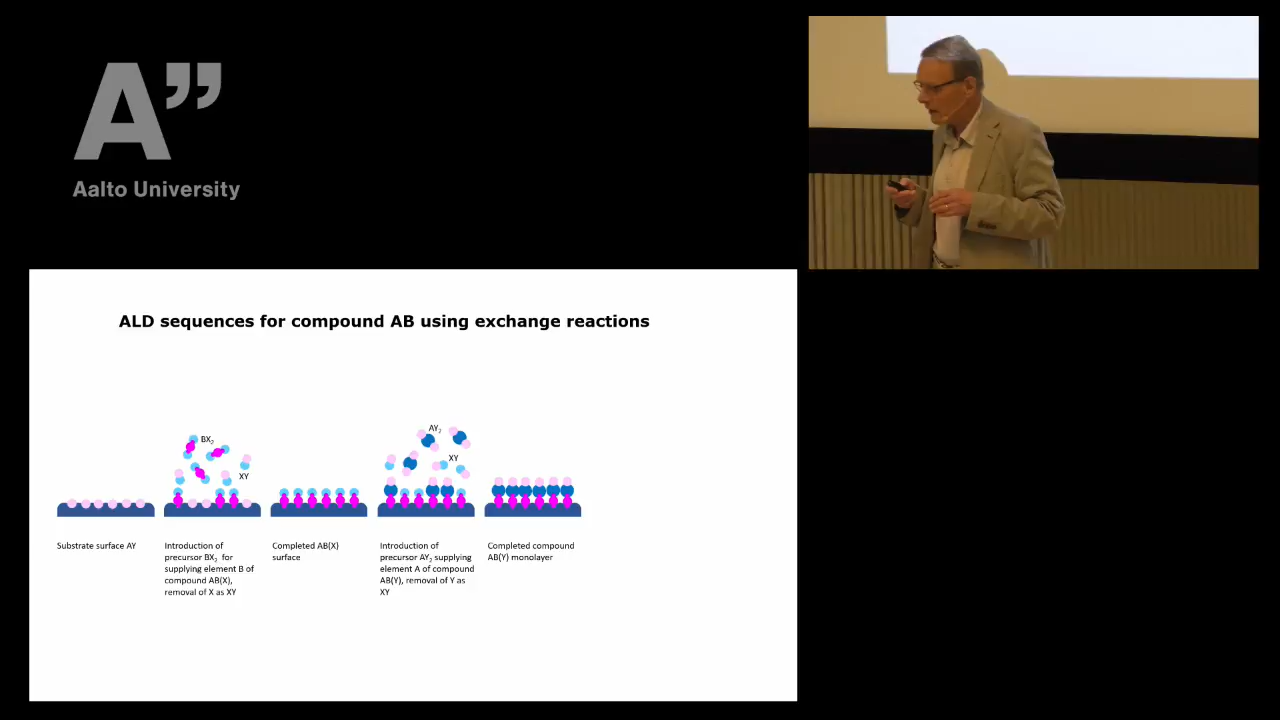 A”
Aalto University
ALD sequences for compound AB using exchange reactions
BX2
XY
AY2
XY
Substrate surface AY
Introduction of
precursor BX2 for
supplying element B of
compound AB(X),
removal of X as XY
Completed AB(X)
surface
Introduction of
precursor AY2 supplying
element A of compound
AB(Y), removal of Y as
XY
Completed compound
AB(Y) monolayer